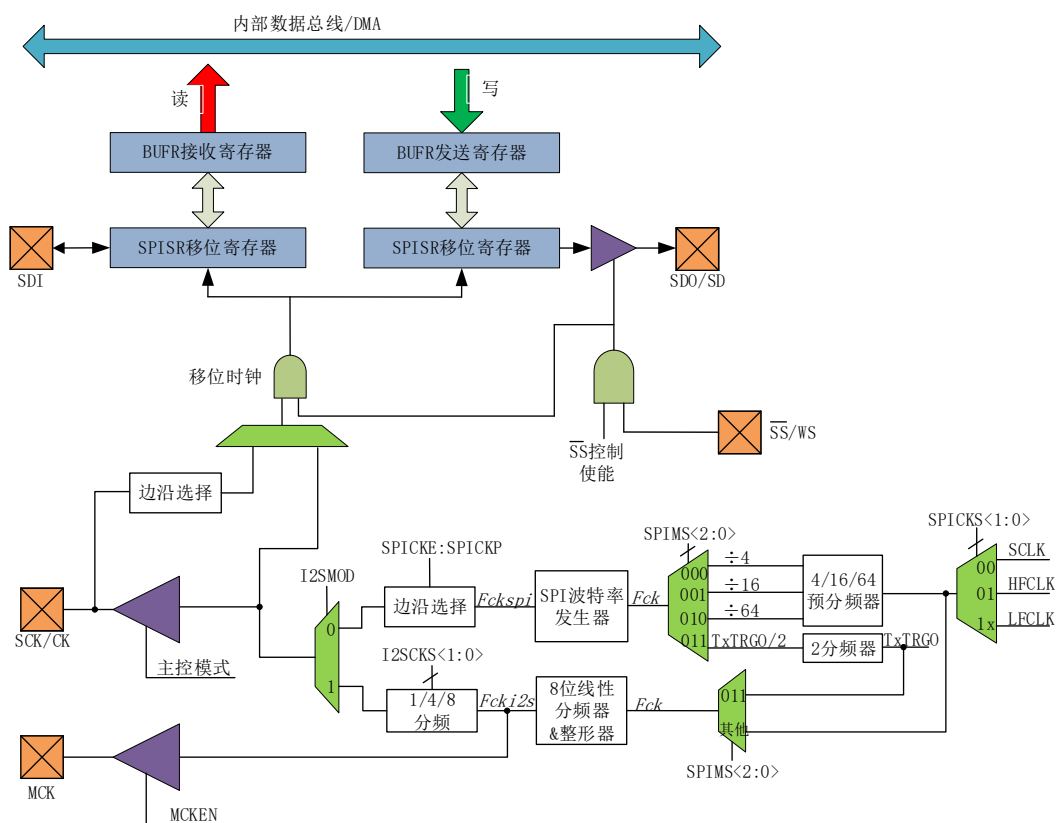 内部数据总线/DMA
读
写
BUFR接收寄存器
BUFR发送寄存器
SPISR移位寄存器
SPISR移位寄存器
SDI
SDO/SD
移位时钟
SS控制
使能
SS/WS
边沿选择
SPICKE:SPICKP
SPIMS<2:0>
SPICKS<1:0>
I2SMOD
边沿选择
Fckspi
SPI波特率
发生器
Fck
000
001
010
011
÷4
÷16
÷64
TxTRGO/2
4/16/64
预分频器
2分频器
TxTRGO
00
01
1x
SCLK
HFCLK
LFCLK
0
1
SCK/CK
主控模式
I2SCKS<1:0>
1/4/8
分频
Fcki2s
8位线性
分频器
&整形器
Fck
011
其他
SPIMS<2:0>
MCK
MCKEN